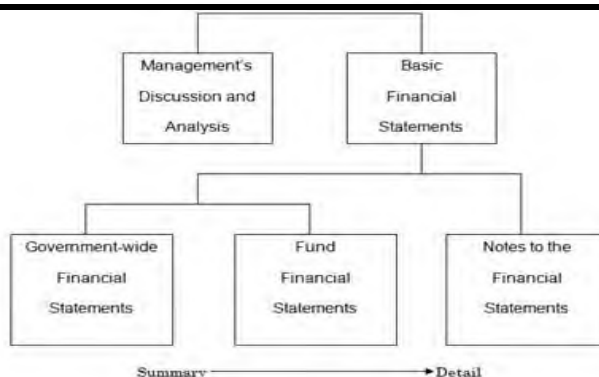 Management's
Discussion and
Analysis
Basic
Financial
Statements
Government-wide
Financial
Statements
Fund
Financial
Statements
Notes to the
Financial
Statements
Summary
Detail